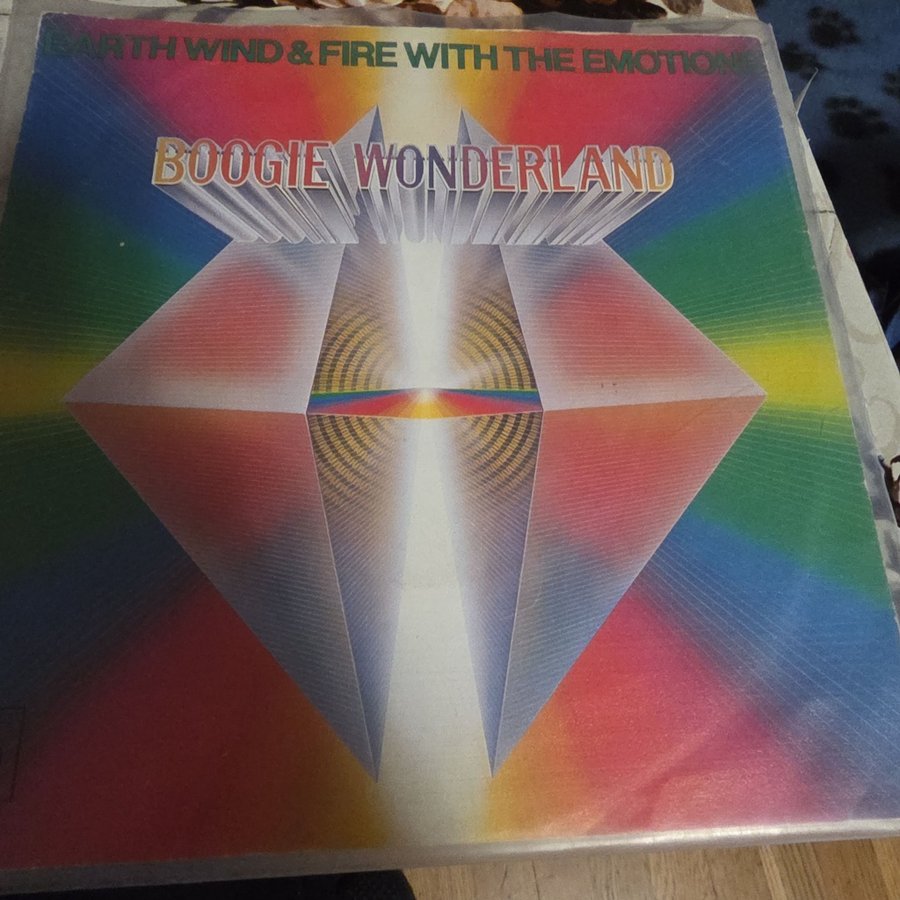 EARTH WIND & FIRE WITH THE EMOTIONS
BOOGIE WONDERLAND